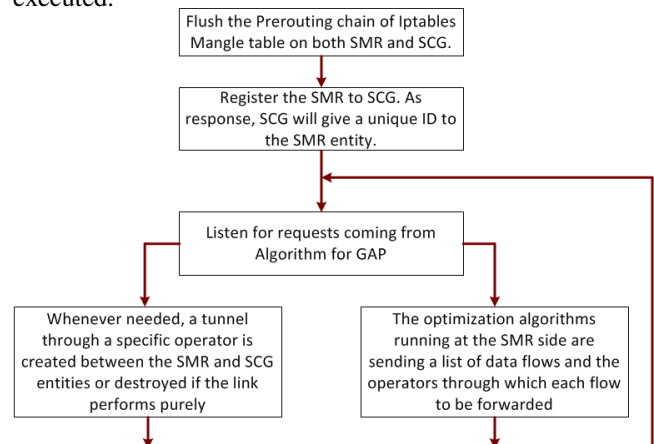 executed.
Flush the Prerouting chain of Iptables
Mangle table on both SMR and SCG.
Register the SMR to SCG. As
response, SCG will give a unique ID to
the SMR entity.
Listen for requests coming from
Algorithm for GAP
Whenever needed, a tunnel
through a specific operator is
created between the SMR and SCG
entities or destroyed if the link
performs purely
The optimization algorithms
running at the SMR side are
sending a list of data flows and the
operators through which each flow
to be forwarded